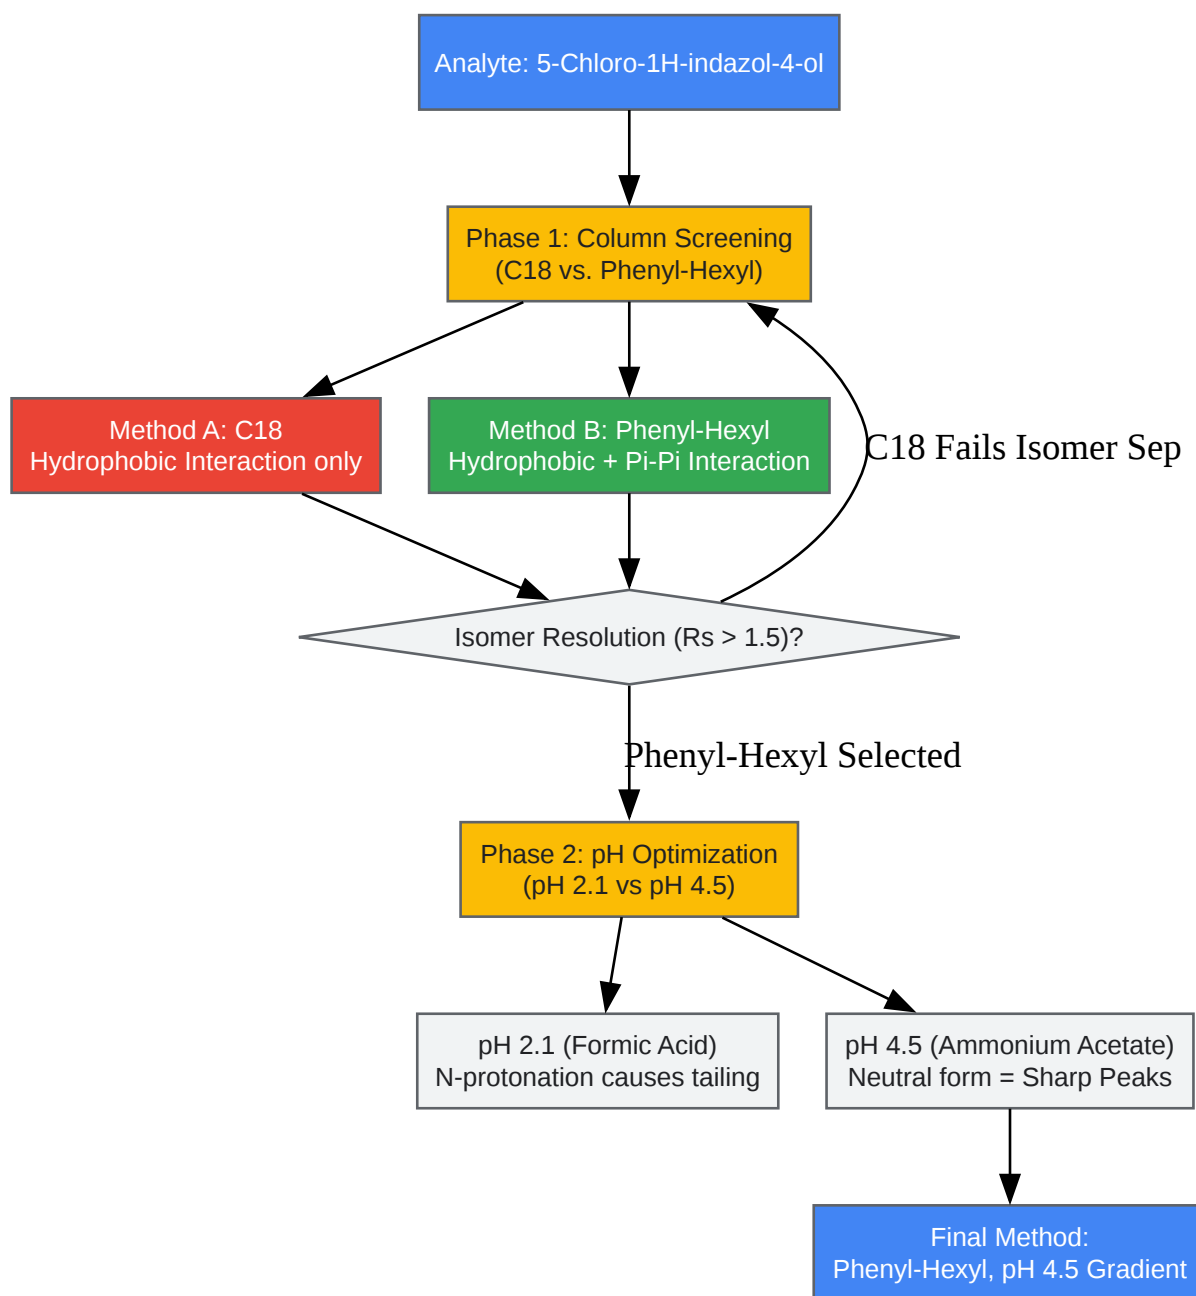 Analyte: 5-Chloro-1H-indazol-4-ol
Phase 1: Column Screening
(C18 vs. Phenyl-Hexyl)
Method A: C18
Hydrophobic Interaction only
Method B: Phenyl-Hexyl
Hydrophobic + Pi-Pi Interaction
C18 Fails Isomer Sep
Isomer Resolution (Rs > 1.5)?
Phenyl-Hexyl Selected
Phase 2: pH Optimization
(pH 2.1 vs pH 4.5)
pH 2.1 (Formic Acid)
N-protonation causes tailing
pH 4.5 (Ammonium Acetate)
Neutral form = Sharp Peaks
Final Method:
Phenyl-Hexyl, pH 4.5 Gradient